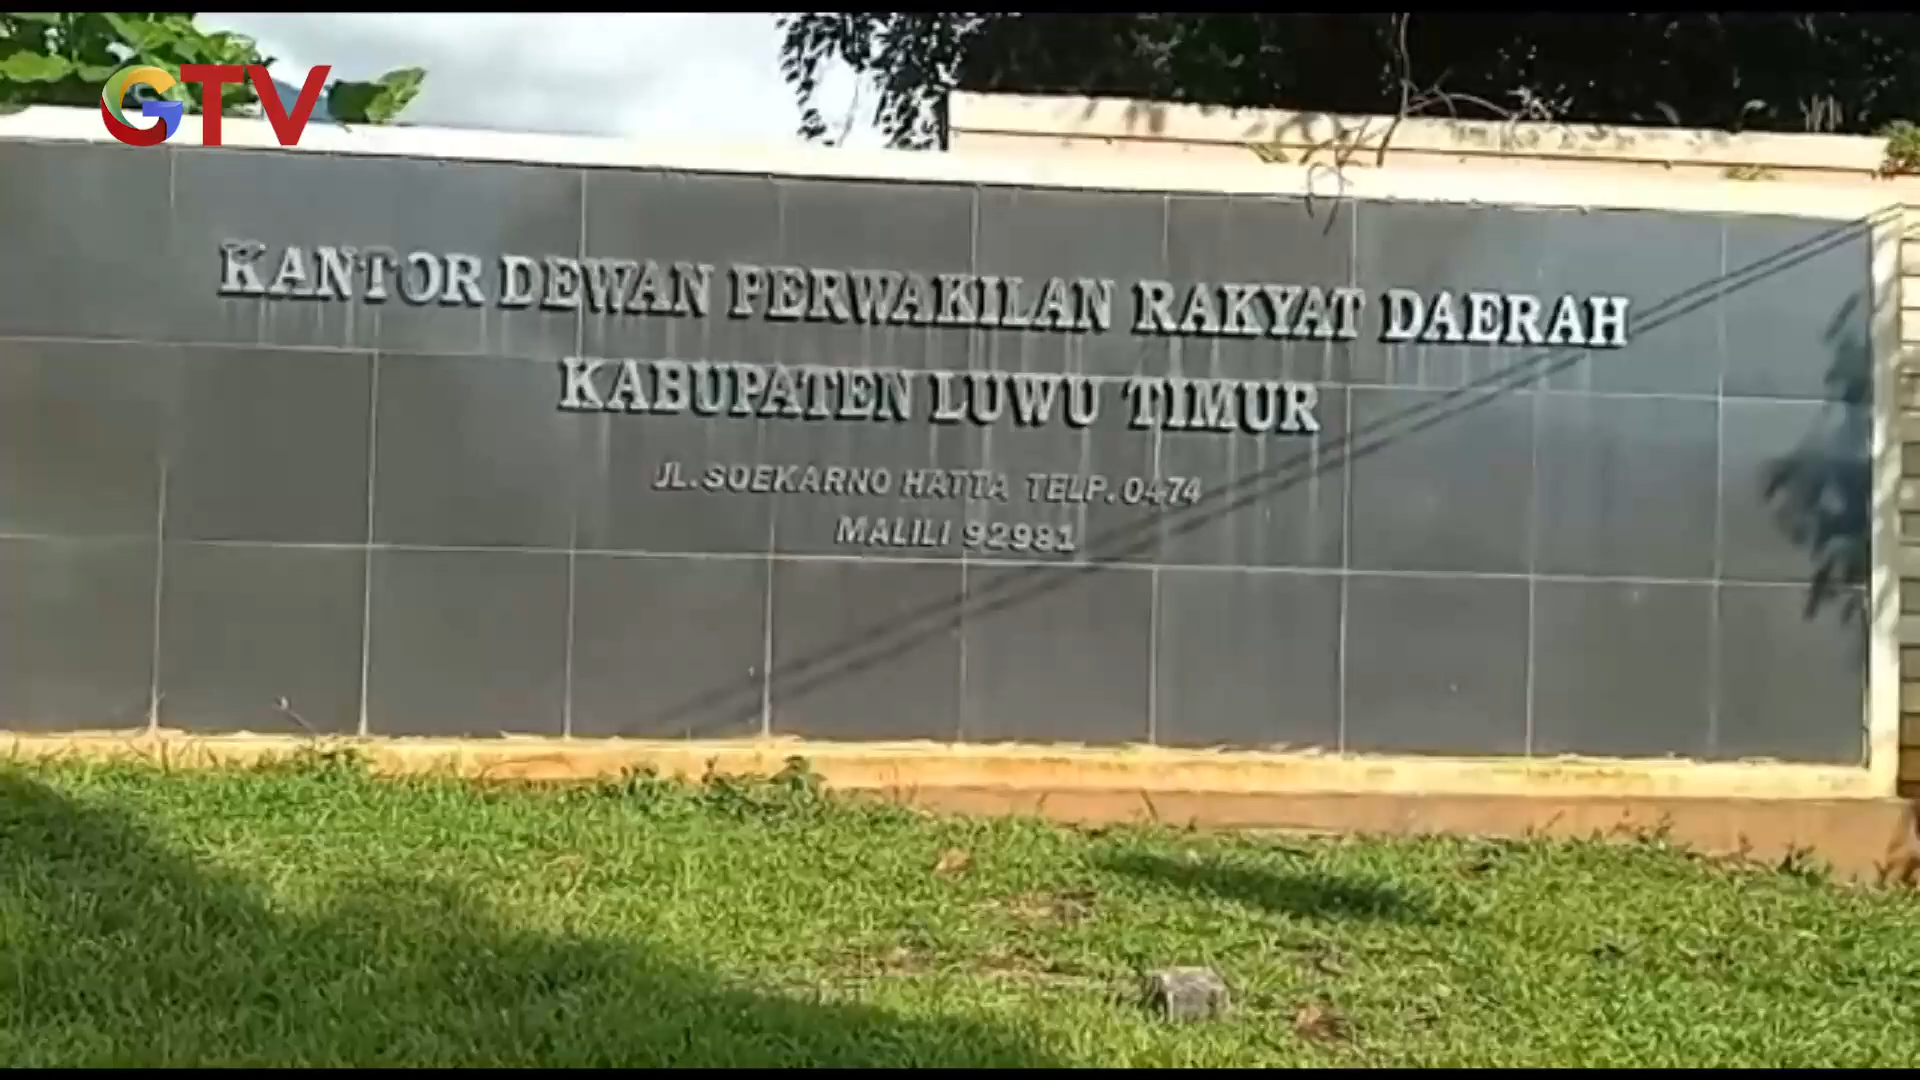 GTV
KANTOR DEWAN PERWAKILAN RAKYAT DAERAH
KABUPATEN LUWU TIMUR
JL. SOEKARNO HATTA TELP. 0474
MALILI 92981